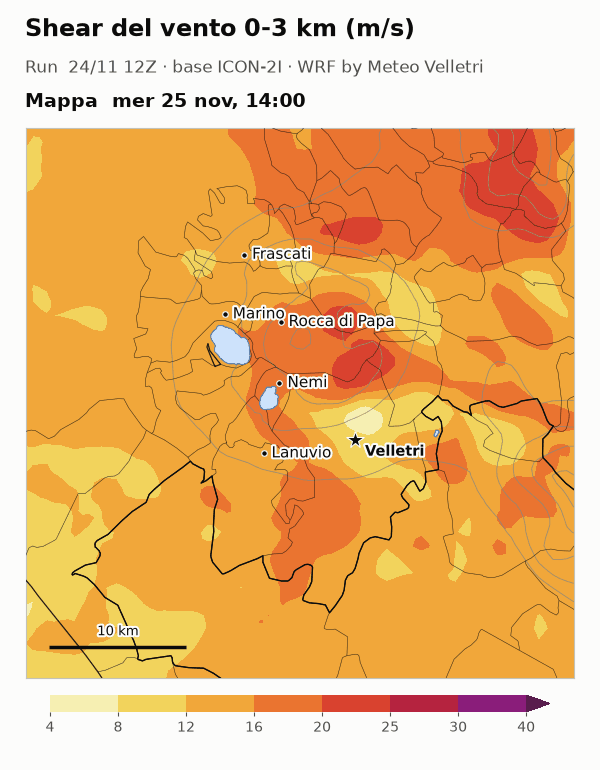 Shear del vento 0-3 km (m/s)
Run  24/11 12Z · base ICON-2I · WRF by Meteo Velletri
Mappa  mer 25 nov, 14:00
Frascati
Marino
Rocca di Papa
Nemi
Velletri
Lanuvio
10 km
4 8 12 16 20 25 30 40